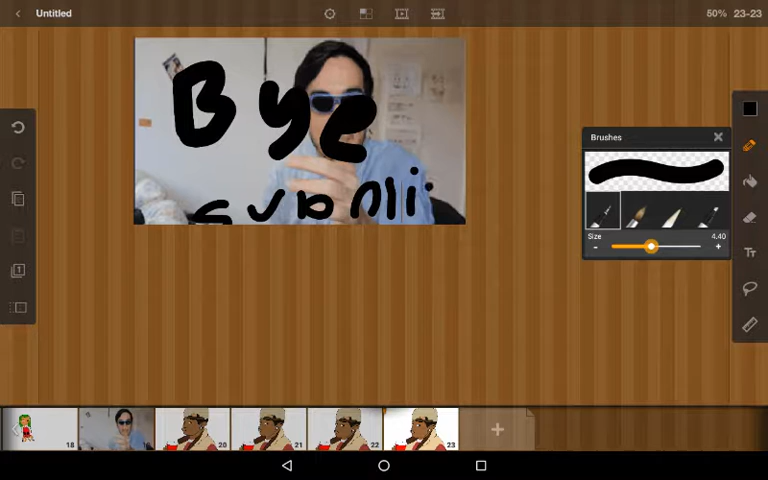 Untitled
50% 23-23
Bye
Brushes
Size 4.40
- +
18 20 21 22 23